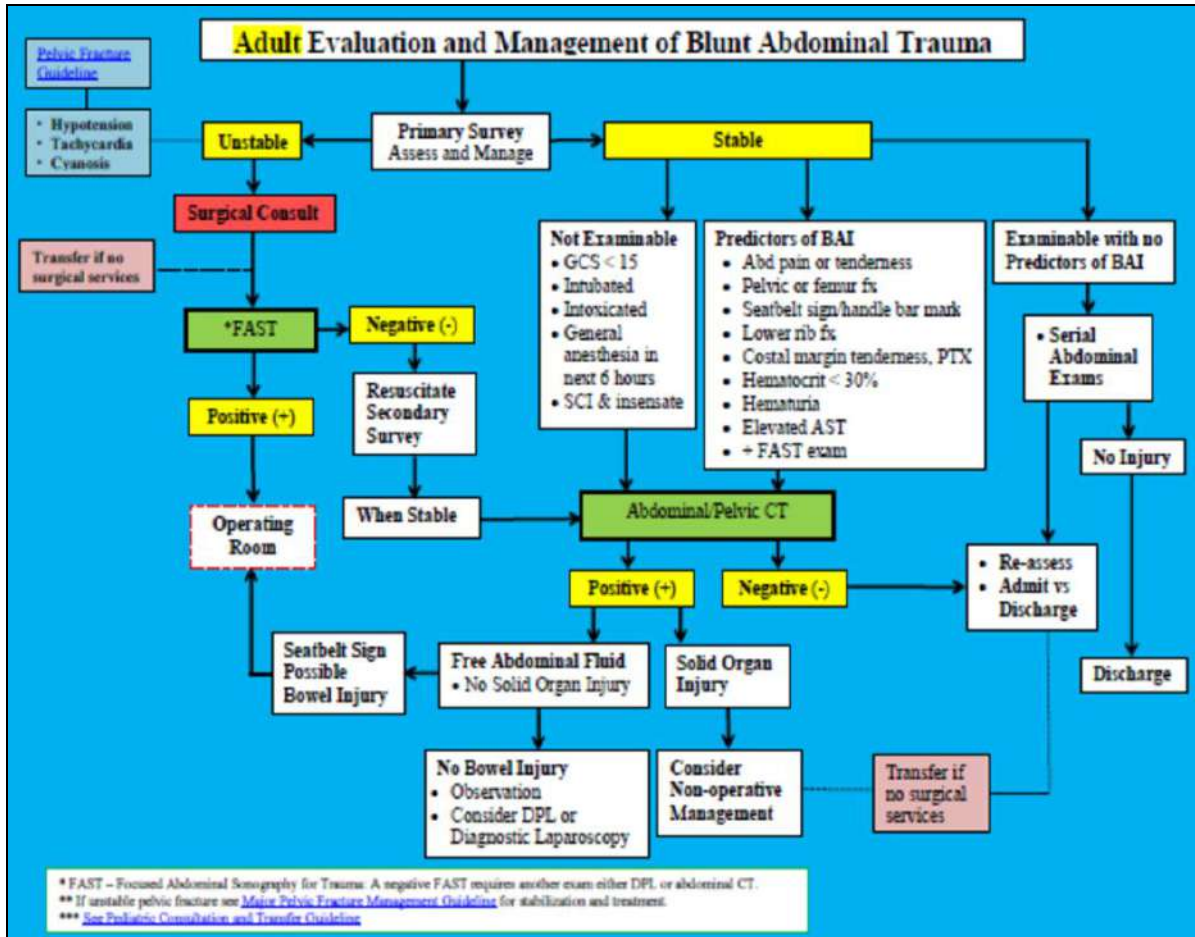 Adult Evaluation and Management of Blunt Abdominal Trauma
Pelvic Fracture
Guideline
• Hypotension
• Tachycardia
• Cyanosis
Unstable
Primary Survey
Assess and Manage
Stable
Surgical Consult
Transfer if no
surgical services
*FAST
Negative (-)
Positive (+)
Resuscitate
Secondary
Survey
When Stable
Operating
Room
Not Examinable
• GCS < 15
• Intubated
• Intoxicated
• General
anesthesia in
next 6 hours
• SCI & insensate
Predictors of BAI
• Abd pain or tenderness
• Pelvic or femur fx
• Seatbelt sign/handle bar mark
• Lower rib fx
• Costal margin tenderness, PTX
• Hematocrit < 30%
• Hematuria
• Elevated AST
• + FAST exam
Examinable with no
Predictors of BAI
• Serial
Abdominal
Exams
No Injury
Abdominal/Pelvic CT
Positive (+)
Negative (-)
• Re-assess
• Admit vs
Discharge
Discharge
Seatbelt Sign
Possible
Bowel Injury
Free Abdominal Fluid
• No Solid Organ Injury
Solid Organ
Injury
No Bowel Injury
• Observation
• Consider DPL or
Diagnostic Laparoscopy
Consider
Non-operative
Management
Transfer if
no surgical
services
* FAST – Focused Abdominal Sonography for Trauma: A negative FAST requires another exam either DPL or abdominal CT.
** If unstable pelvic fracture see Major Pelvic Fracture Management Guideline for stabilization and treatment.
*** See Pediatric Consultation and Transfer Guideline